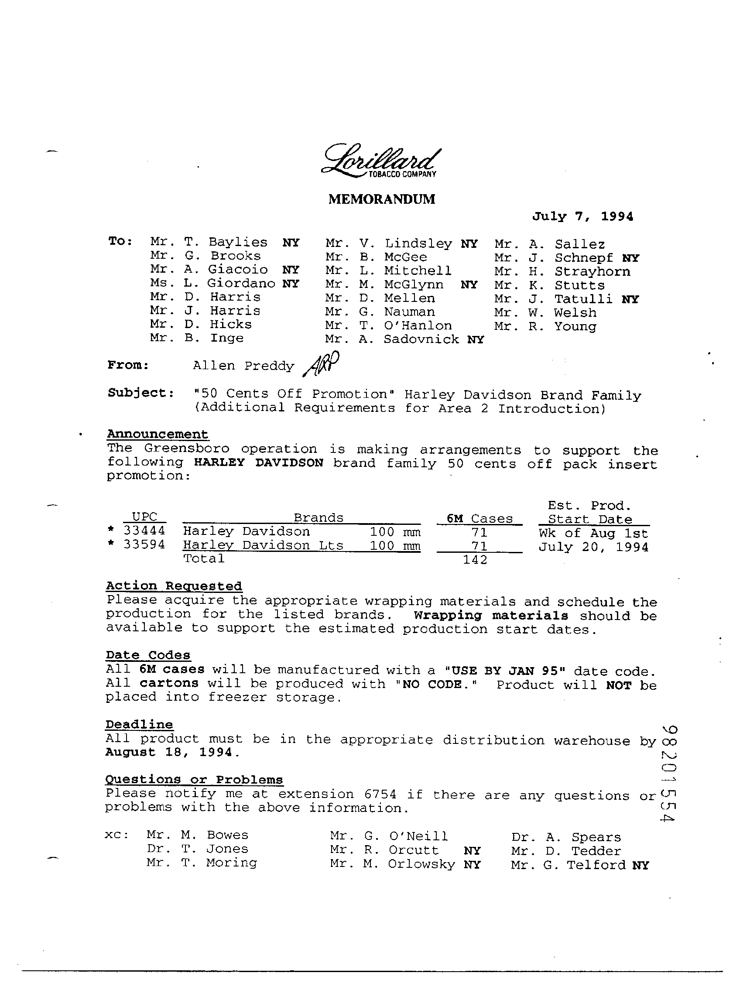 Lorillard
TOBACCO COMPANY
MEMORANDUM
July 7, 1994
To: Mr. T. Baylies NY Mr. V. Lindsley NY Mr. A. Sallez
Mr. G. Brooks Mr. B. McGee Mr. J. Schnepf NY
Mr. A. Giacoio NY Mr. L. Mitchell Mr. H. Strayhorn
Ms. L. Giordano NY Mr. M. McGlynn NY Mr. K. Stutts
Mr. D. Harris Mr. D. Mellen Mr. J. Tatulli NY
Mr. J. Harris Mr. G. Nauman Mr. W. Welsh
Mr. D. Hicks Mr. T. O'Hanlon Mr. R. Young
Mr. B. Inge Mr. A. Sadovnick NY
From: Allen Preddy ARP
Subject: "50 Cents Off Promotion" Harley Davidson Brand Family
(Additional Requirements for Area 2 Introduction)
Announcement
The Greensboro operation is making arrangements to support the
following HARLEY DAVIDSON brand family 50 cents off pack insert
promotion:
Est. Prod.
UPC Brands 6M Cases Start Date
* 33444 Harley Davidson 100 mm 71 Wk of Aug 1st
* 33594 Harley Davidson Lts 100 mm 71 July 20, 1994
Total 142
Action Requested
Please acquire the appropriate wrapping materials and schedule the
production for the listed brands. Wrapping materials should be
available to support the estimated production start dates.
Date Codes
All 6M cases will be manufactured with a "USE BY JAN 95" date code.
All cartons will be produced with "NO CODE." Product will NOT be
placed into freezer storage.
Deadline
All product must be in the appropriate distribution warehouse by
August 18, 1994.
Questions or Problems
Please notify me at extension 6754 if there are any questions or
problems with the above information.
xc: Mr. M. Bowes Mr. G. O'Neill Dr. A. Spears
Dr. T. Jones Mr. R. Orcutt NY Mr. D. Tedder
Mr. T. Moring Mr. M. Orlowsky NY Mr. G. Telford NY
98201554